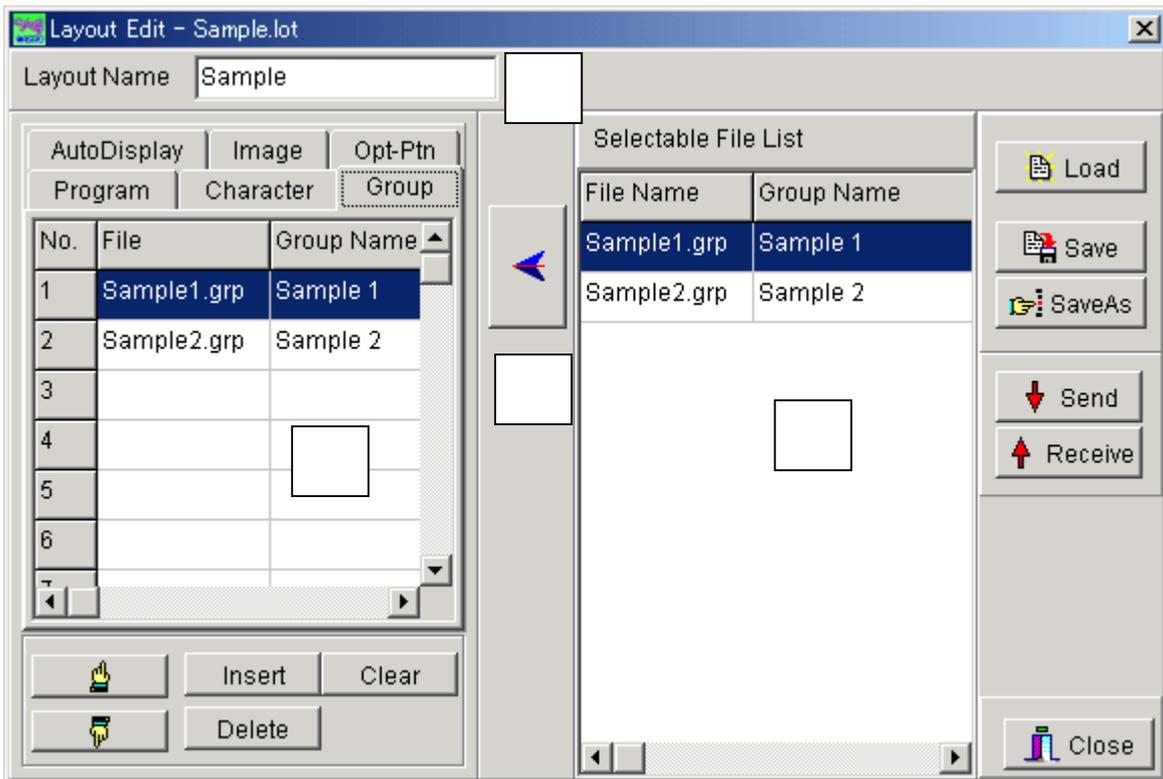 Layout Edit - Sample.lot
Layout Name Sample
AutoDisplay Image Opt-Ptn
Program Character Group
No. File Group Name
1 Sample1.grp Sample 1
2 Sample2.grp Sample 2
3
4
5
6
Insert Clear
Delete
Selectable File List
File Name Group Name
Sample1.grp Sample 1
Sample2.grp Sample 2
Load
Save
SaveAs
Send
Receive
Close